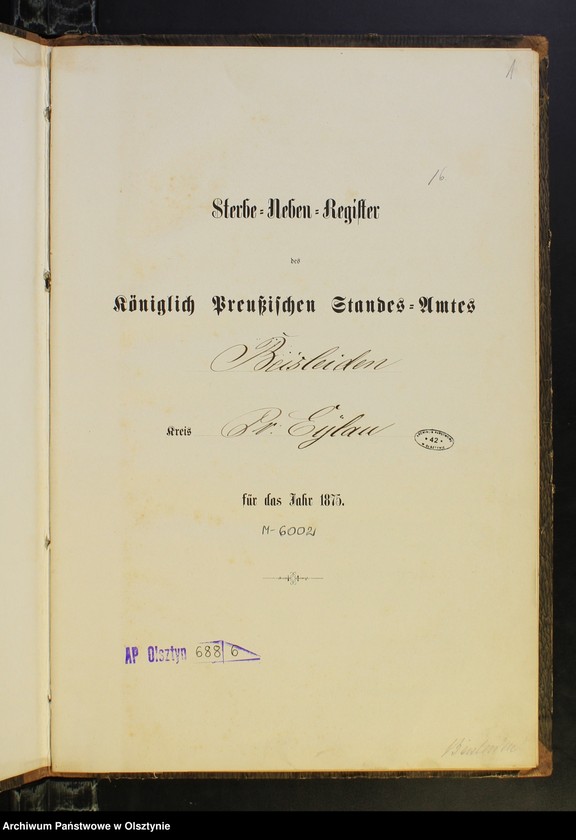 A
16.
Sterbe=Neben=Register
des
Königlich Preußischen Standes=Amtes
Beisleiden
Kreis Pr. Eylau
42
für das Jahr 1875.
M-6002
AP Olsztyn 688 6
Archiwum Państwowe w Olsztynie